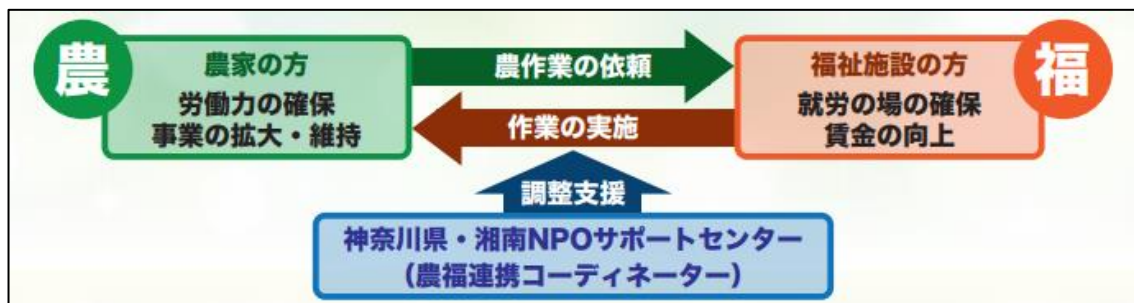 農
農家の方
労働力の確保
事業の拡大・維持
農作業の依頼
作業の実施
福祉施設の方
就労の場の確保
賃金の向上
福
調整支援
神奈川県・湘南NPOサポートセンター
（農福連携コーディネーター）